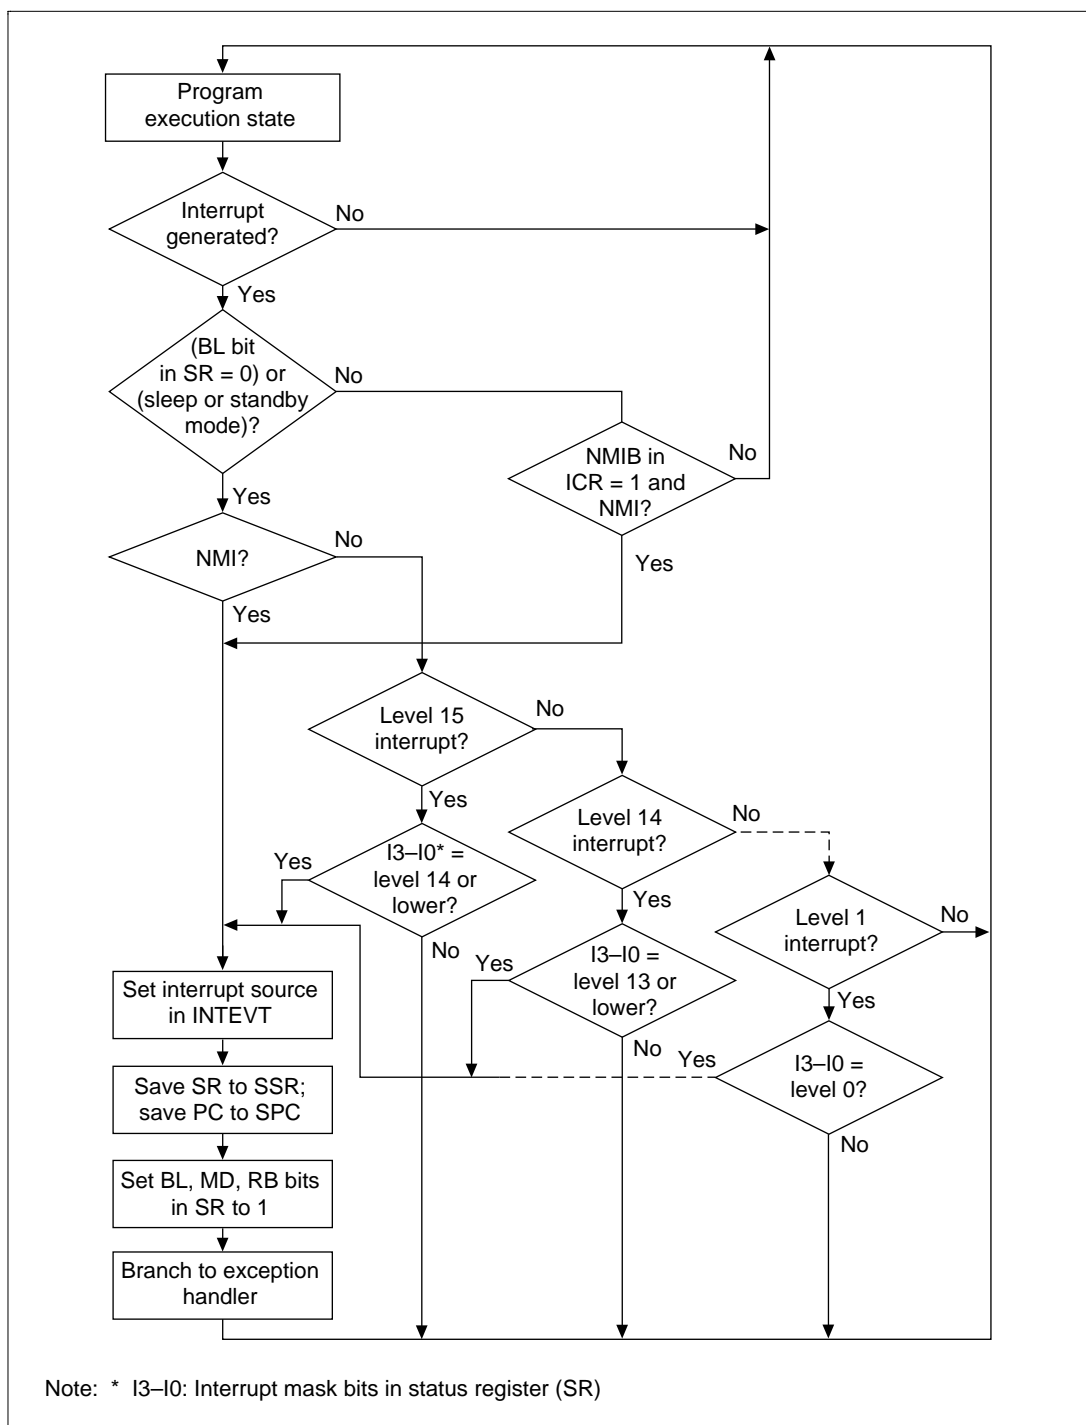 Program
execution state
Interrupt
generated?
No
Yes
(BL bit
in SR = 0) or
(sleep or standby
mode)?
No
Yes
NMIB in
ICR = 1 and
NMI?
No
Yes
NMI?
No
Yes
Level 15
interrupt?
No
Yes
Level 14
interrupt?
No
Yes
I3–I0* =
level 14 or
lower?
Yes
No
Level 1
interrupt?
No
Yes
I3–I0 =
level 13 or
lower?
Yes
No
I3–I0 =
level 0?
Yes
No
Set interrupt source
in INTEVT
Save SR to SSR;
save PC to SPC
Set BL, MD, RB bits
in SR to 1
Branch to exception
handler
Note: * I3–I0: Interrupt mask bits in status register (SR)